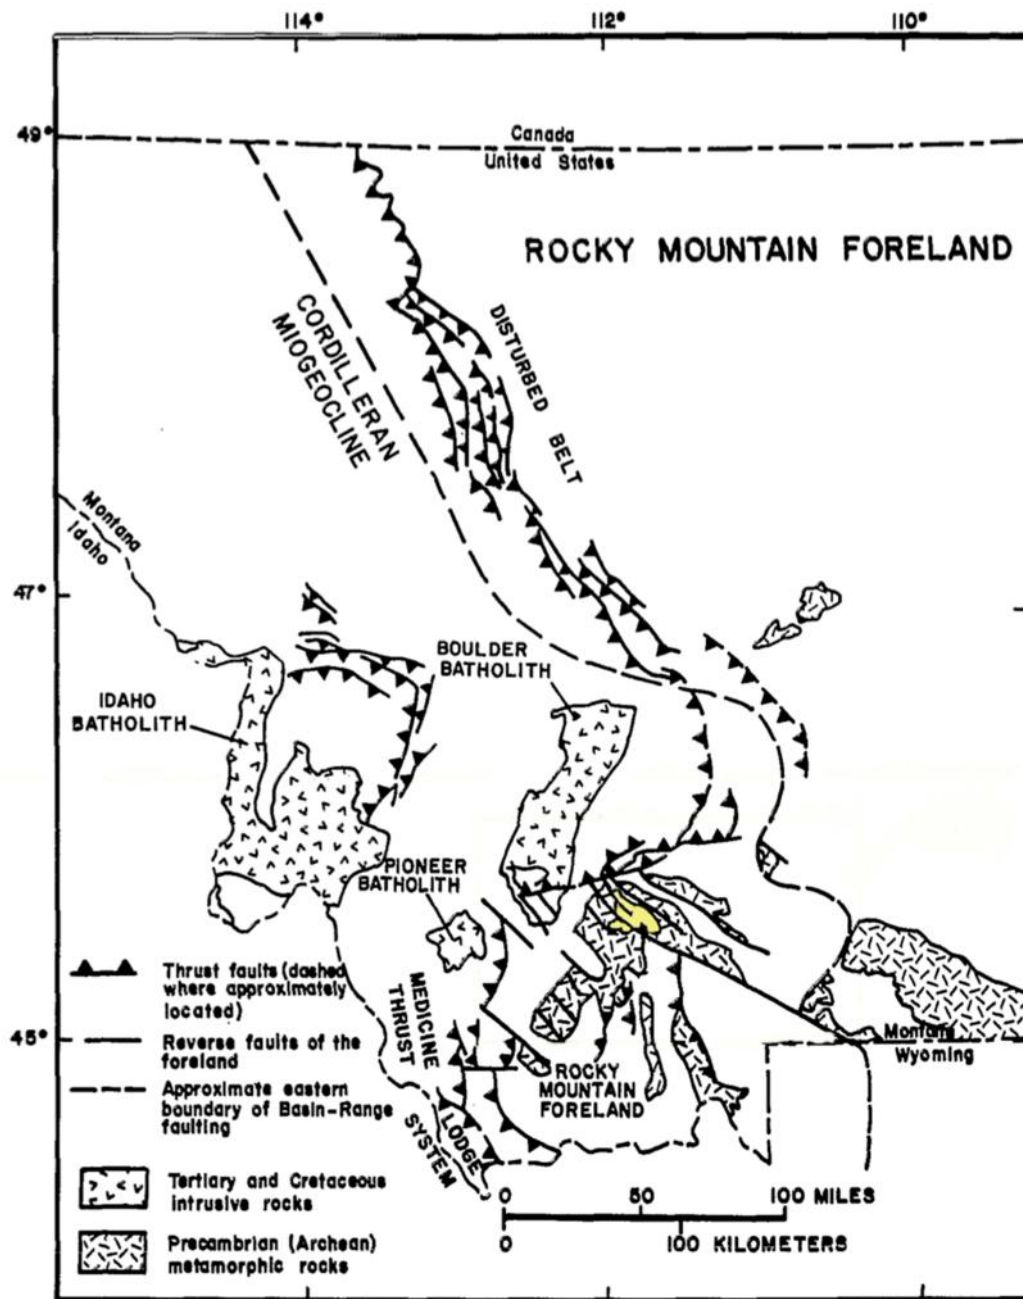 114°
112°
110°
49°
Canada
United States
ROCKY MOUNTAIN FORELAND
CORDILLERAN
MIOGEOCLINE
DISTURBED BELT
Montana
Idaho
47°
BOULDER
BATHOLITH
IDAHO
BATHOLITH
PIONEER
BATHOLITH
MEDICINE
THRUST
LODGE
SYSTEM
45°
Montana
Wyoming
ROCKY
MOUNTAIN
FORELAND
Thrust faults (dashed
where approximately
located)
Reverse faults of the
foreland
Approximate eastern
boundary of Basin-Range
faulting
Tertiary and Cretaceous
intrusive rocks
Precambrian (Archean)
metamorphic rocks
0 50 100 MILES
0 100 KILOMETERS